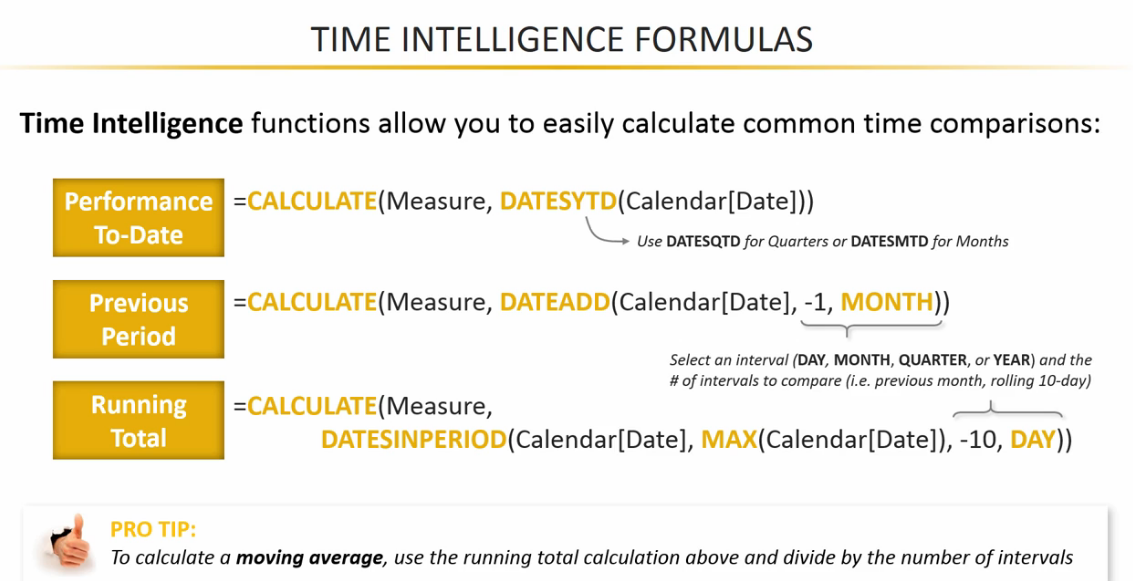 TIME INTELLIGENCE FORMULAS
Time Intelligence functions allow you to easily calculate common time comparisons:
Performance
To-Date
=CALCULATE(Measure, DATESYTD(Calendar[Date]))
Use DATESQTD for Quarters or DATESMTD for Months
Previous
Period
=CALCULATE(Measure, DATEADD(Calendar[Date], -1, MONTH))
Select an interval (DAY, MONTH, QUARTER, or YEAR) and the
# of intervals to compare (i.e. previous month, rolling 10-day)
Running
Total
=CALCULATE(Measure,
DATESINPERIOD(Calendar[Date], MAX(Calendar[Date]), -10, DAY))
PRO TIP:
To calculate a moving average, use the running total calculation above and divide by the number of intervals